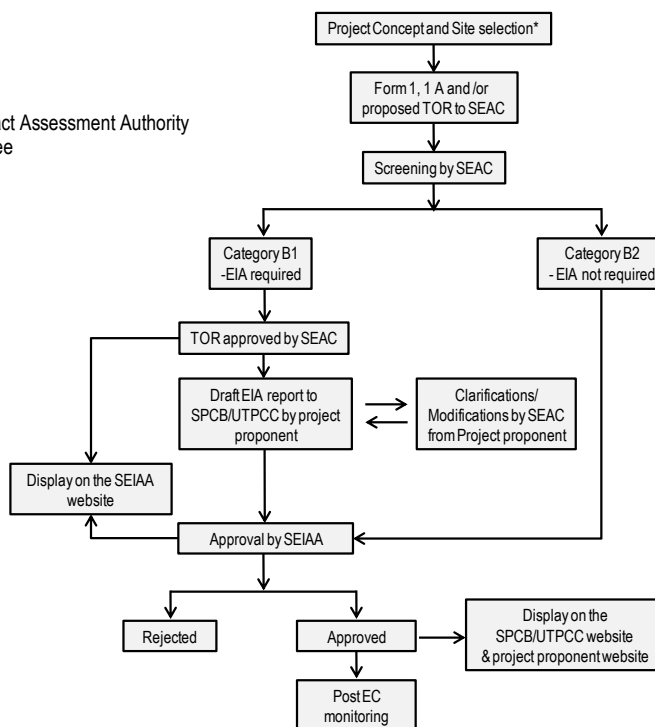 Project Concept and Site selection*
Form 1, 1 A and /or
proposed TOR to SEAC
Assessment Authority
Screening by SEAC
Category B1
-EIA required
Category B2
- EIA not required
TOR approved by SEAC
Draft EIA report to
SPCB/UTPCC by project
proponent
Clarifications/
Modifications by SEAC
from Project proponent
Display on the SEIAA
website
Approval by SEIAA
Rejected
Approved
Display on the
SPCB/UTPCC website
& project proponent website
Post EC
monitoring